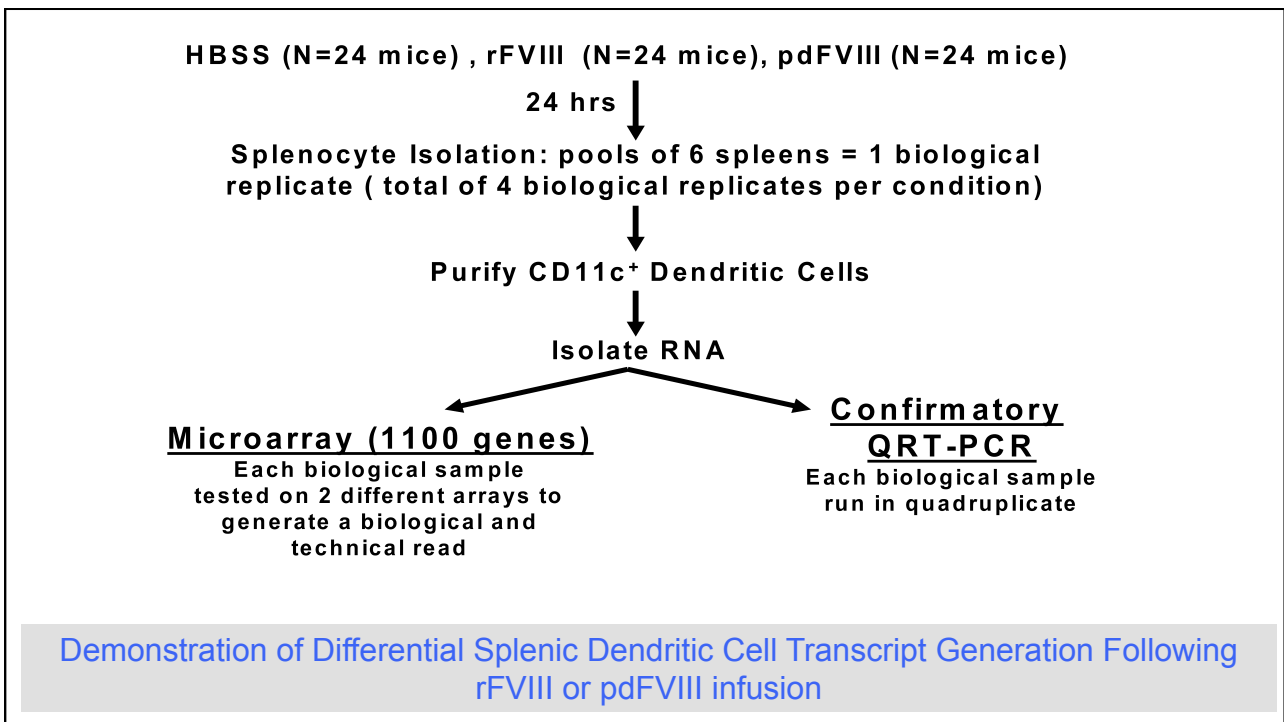 HBSS (N=24 mice) , rFVIII (N=24 mice), pdFVIII (N=24 mice)
24 hrs
Splenocyte Isolation: pools of 6 spleens = 1 biological
replicate ( total of 4 biological replicates per condition)
Purify CD11c⁺ Dendritic Cells
Isolate RNA
Microarray (1100 genes)
Each biological sample
tested on 2 different arrays to
generate a biological and
technical read
Confirmatory
QRT-PCR
Each biological sample
run in quadruplicate
Demonstration of Differential Splenic Dendritic Cell Transcript Generation Following
rFVIII or pdFVIII infusion